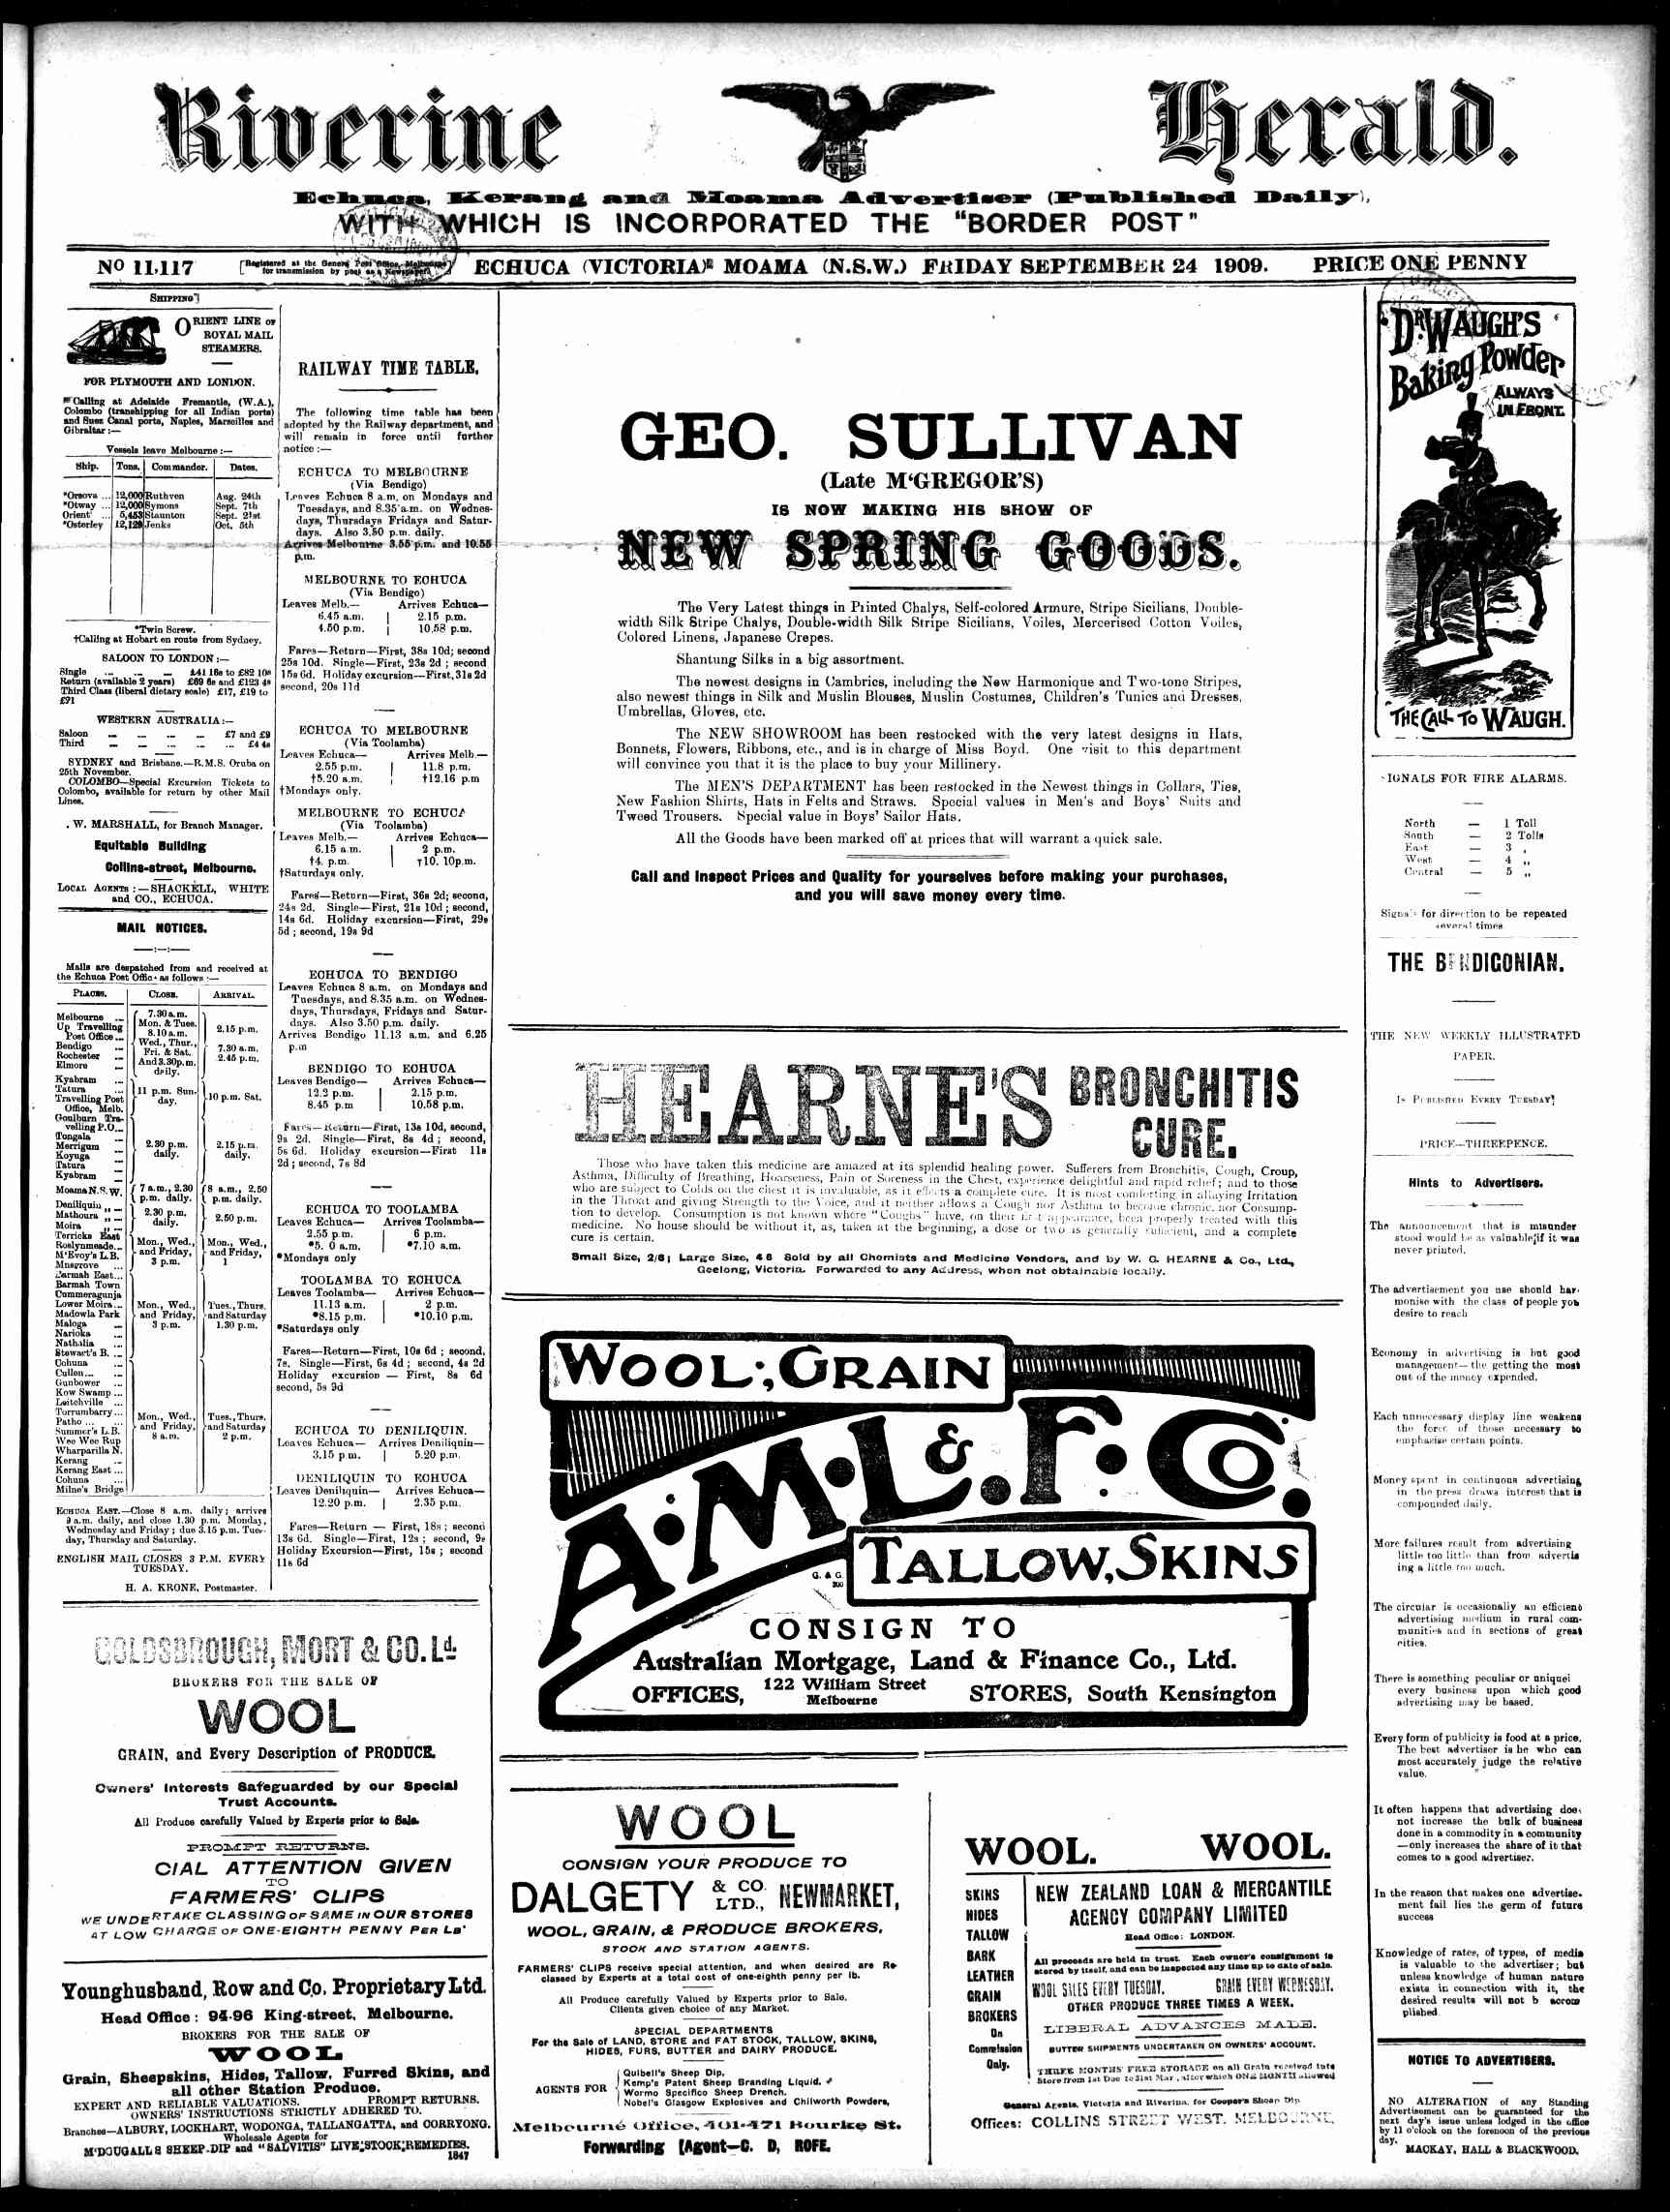 Riverine Herald.
Echuca, Kerang and Moama Advertiser (Published Daily),
WITH WHICH IS INCORPORATED THE "BORDER POST"
No 11,117
[Registered at the General Post Office, Melbourne
for transmission by post as a Newspaper]
ECHUCA (VICTORIA) MOAMA (N.S.W.) FRIDAY SEPTEMBER 24 1909.
PRICE ONE PENNY
SHIPPING]
ORIENT LINE OF
ROYAL MAIL
STEAMERS.
FOR PLYMOUTH AND LONDON.
Calling at Adelaide Fremantle, (W.A.),
Colombo (transhipping for all Indian ports)
and Suez Canal ports, Naples, Marseilles and
Gibraltar :—
Vessels leave Melbourne :—
Ship. Tons. Commander. Dates.
*Orsova ... 12,000 Ruthven Aug. 24th
*Otway ... 12,000 Symons Sept. 7th
Orient ... 5,453 Staunton Sept. 21st
*Osterley 12,129 Jenks Oct. 5th
*Twin Screw.
†Calling at Hobart en route from Sydney.
SALOON TO LONDON :—
Single ... ... £41 16s to £82 10s
Return (available 2 years) £69 6s and £123 4s
Third Class (liberal dietary scale) £17, £19 to
£21
WESTERN AUSTRALIA :—
Saloon ... £7 and £9
Third ... £4 4s
SYDNEY and Brisbane.—R.M.S. Oruba on
25th November.
COLOMBO—Special Excursion Tickets to
Colombo, available for return by other Mail
Lines.
. W. MARSHALL, for Branch Manager.
Equitable Building
Collins-street, Melbourne.
LOCAL AGENTS :—SHACKELL, WHITE
and CO., ECHUCA.
MAIL NOTICES.
Mails are despatched from and received at
the Echuca Post Office as follows :—
PLACES. CLOSE. ARRIVAL.
Melbourne ...
Up Travelling
Post Office ...
Bendigo ...
Rochester ...
Elmore ...
7.30 a.m.
Mon. & Tues.
8.10 a.m.
Wed., Thur.,
Fri. & Sat.
And 3.30 p.m.
daily.
2.15 p.m.
7.30 a.m.
2.45 p.m.
Kyabram ...
Tatura ...
Travelling Post
Office, Melb.
11 p.m. Sun-
day.
10 p.m. Sat.
Goulburn Tra-
velling P.O...
Tongala ...
Merrigum ...
Koyuga ...
Tatura ...
Kyabram ...
2.30 p.m.
daily.
2.15 p.m.
daily.
Moama N.S.W.
7 a.m., 2.30
p.m. daily.
8 a.m., 2.50
p.m. daily.
Deniliquin ,, ...
Mathoura ,, ...
Moira ,, ...
2.30 p.m.
daily.
2.50 p.m.
Terricks East
Roslynmeade...
M'Evoy's L.B.
Musgrove ...
Mon., Wed.,
and Friday,
3 p.m.
Mon., Wed.,
and Friday,
1
Barmah East...
Barmah Town
Cummeragunja
Lower Moira...
Madowla Park
Maloga ...
Narioka ...
Nathalia ...
Stewart's B. ...
Mon., Wed.,
and Friday,
3 p.m.
Tues., Thurs.
and Saturday
1.30 p.m.
Cohuna ...
Cullen... ...
Gunbower ...
Kow Swamp ...
Leitchville ...
Torrumbarry...
Patho ... ...
Summer's L.B.
Wee Wee Rup
Wharparilla N.
Kerang ...
Kerang East ...
Cohuna ...
Milne's Bridge
Mon., Wed.,
and Friday,
8 a.m.
Tues., Thurs.
and Saturday
2 p.m.
ECHUCA EAST.—Close 8 a.m. daily; arrives
9 a.m. daily, and close 1.30 p.m. Monday,
Wednesday and Friday; due 3.15 p.m. Tues-
day, Thursday and Saturday.
ENGLISH MAIL CLOSES 3 P.M. EVERY
TUESDAY.
H. A. KRONE, Postmaster.
RAILWAY TIME TABLE.
The following time table has been
adopted by the Railway department, and
will remain in force until further
notice :—
ECHUCA TO MELBOURNE
(Via Bendigo)
Leaves Echuca 8 a.m. on Mondays and
Tuesdays, and 8.35 a.m. on Wednes-
days, Thursdays Fridays and Satur-
days. Also 3.50 p.m. daily.
Arrives Melbourne 3.55 p.m. and 10.55
p.m.
MELBOURNE TO ECHUCA
(Via Bendigo)
Leaves Melb.— Arrives Echuca—
6.45 a.m. | 2.15 p.m.
4.50 p.m. | 10.58 p.m.
Fares—Return—First, 38s 10d; second
25s 10d. Single—First, 23s 2d ; second
15s 6d. Holiday excursion—First, 31s 2d
second, 20s 11d
ECHUCA TO MELBOURNE
(Via Toolamba)
Leaves Echuca— Arrives Melb.—
2.55 p.m. | 11.8 p.m.
†5.20 a.m. | †12.16 p.m
†Mondays only.
MELBOURNE TO ECHUCA
(Via Toolamba)
Leaves Melb.— Arrives Echuca—
6.15 a.m. | 2 p.m.
†4. p.m. | †10. 10p.m.
†Saturdays only.
Fares—Return—First, 36s 2d; second,
24s 2d. Single—First, 21s 10d ; second,
14s 6d. Holiday excursion—First, 29s
5d ; second, 19s 9d
ECHUCA TO BENDIGO
Leaves Echuca 8 a.m. on Mondays and
Tuesdays, and 8.35 a.m. on Wednes-
days, Thursdays, Fridays and Satur-
days. Also 3.50 p.m. daily.
Arrives Bendigo 11.13 a.m. and 6.25
p.m
BENDIGO TO ECHUCA
Leaves Bendigo— Arrives Echuca—
12.2 p.m. | 2.15 p.m.
8.45 p.m | 10.58 p.m.
Fares—Return—First, 13s 10d, second,
9s 2d. Single—First, 8s 4d ; second,
5s 6d. Holiday excursion—First 11s
2d ; second, 7s 8d
ECHUCA TO TOOLAMBA
Leaves Echuca— Arrives Toolamba—
2.55 p.m. | 6 p.m.
*5. 0 a.m. | *7.10 a.m.
*Mondays only
TOOLAMBA TO ECHUCA
Leaves Toolamba— Arrives Echuca—
11.13 a.m. | 2 p.m.
*8.15 p.m. | *10.10 p.m.
*Saturdays only
Fares—Return—First, 10s 6d ; second,
7s. Single—First, 6s 4d ; second, 4s 2d
Holiday excursion — First, 8s 6d
second, 5s 9d
ECHUCA TO DENILIQUIN.
Leaves Echuca— Arrives Deniliquin—
3.15 p.m. | 5.20 p.m.
DENILIQUIN TO ECHUCA
Leaves Deniliquin— Arrives Echuca—
12.20 p.m. | 2.35 p.m.
Fares—Return — First, 18s ; second
13s 6d. Single—First, 12s ; second, 9s
Holiday Excursion—First, 15s ; second
11s 6d
GOLDSBROUGH, MORT & CO. Ld.
BROKERS FOR THE SALE OF
WOOL
GRAIN, and Every Description of PRODUCE.
Owners' Interests Safeguarded by our Special
Trust Accounts.
All Produce carefully Valued by Experts prior to Sale.
PROMPT RETURNS.
CIAL ATTENTION GIVEN
TO
FARMERS' CLIPS
WE UNDERTAKE CLASSING OF SAME IN OUR STORES
AT LOW CHARGE OF ONE-EIGHTH PENNY PER LB
Younghusband, Row and Co. Proprietary Ltd.
Head Office : 94-96 King-street, Melbourne.
BROKERS FOR THE SALE OF
WOOL
Grain, Sheepskins, Hides, Tallow, Furred Skins, and
all other Station Produce.
EXPERT AND RELIABLE VALUATIONS. PROMPT RETURNS.
OWNERS' INSTRUCTIONS STRICTLY ADHERED TO.
Branches—ALBURY, LOCKHART, WODONGA, TALLANGATTA, and CORRYONG.
Wholesale Agents for
M'DOUGALL'S SHEEP-DIP and "SALVITIS" LIVE STOCK REMEDIES.
1847
GEO. SULLIVAN
(Late M'GREGOR'S)
IS NOW MAKING HIS SHOW OF
NEW SPRING GOODS.
The Very Latest things in Printed Chalys, Self-colored Armure, Stripe Sicilians, Double-
width Silk Stripe Chalys, Double-width Silk Stripe Sicilians, Voiles, Mercerised Cotton Voiles,
Colored Linens, Japanese Crepes.
Shantung Silks in a big assortment.
The newest designs in Cambrics, including the New Harmonique and Two-tone Stripes,
also newest things in Silk and Muslin Blouses, Muslin Costumes, Children's Tunics and Dresses,
Umbrellas, Gloves, etc.
The NEW SHOWROOM has been restocked with the very latest designs in Hats,
Bonnets, Flowers, Ribbons, etc., and is in charge of Miss Boyd. One visit to this department
will convince you that it is the place to buy your Millinery.
The MEN'S DEPARTMENT has been restocked in the Newest things in Collars, Ties,
New Fashion Shirts, Hats in Felts and Straws. Special values in Men's and Boys' Suits and
Tweed Trousers. Special value in Boys' Sailor Hats.
All the Goods have been marked off at prices that will warrant a quick sale.
Call and Inspect Prices and Quality for yourselves before making your purchases,
and you will save money every time.
HEARNE'S BRONCHITIS
CURE.
Those who have taken this medicine are amazed at its splendid healing power. Sufferers from Bronchitis, Cough, Croup,
Asthma, Difficulty of Breathing, Hoarseness, Pain or Soreness in the Chest, experience delightful and rapid relief; and to those
who are subject to Colds on the chest it is invaluable, as it effects a complete cure. It is most comforting in allaying Irritation
in the Throat and giving Strength to the Voice, and it neither allows a Cough nor Asthma to become chronic, nor Consump-
tion to develop. Consumption is not known where "Coughs" have, on their first appearance, been properly treated with this
medicine. No house should be without it, as, taken at the beginning, a dose or two is generally sufficient, and a complete
cure is certain.
Small Size, 2/6; Large Size, 4 6 Sold by all Chemists and Medicine Vendors, and by W. G. HEARNE & Co., Ltd.,
Geelong, Victoria. Forwarded to any Address, when not obtainable locally.
WOOL; GRAIN
A.M.L.&.F.CO.
G. & G.
TALLOW, SKINS
CONSIGN TO
Australian Mortgage, Land & Finance Co., Ltd.
OFFICES, 122 William Street
Melbourne
STORES, South Kensington
WOOL
CONSIGN YOUR PRODUCE TO
DALGETY & CO. LTD., NEWMARKET,
WOOL, GRAIN, & PRODUCE BROKERS,
STOCK AND STATION AGENTS.
FARMERS' CLIPS receive special attention, and when desired are Re-
classed by Experts at a total cost of one-eighth penny per lb.
All Produce carefully Valued by Experts prior to Sale.
Clients given choice of any Market.
SPECIAL DEPARTMENTS
For the Sale of LAND, STORE and FAT STOCK, TALLOW, SKINS,
HIDES, FURS, BUTTER and DAIRY PRODUCE.
AGENTS FOR
Quibell's Sheep Dip,
Kemp's Patent Sheep Branding Liquid.
Wormo Specifico Sheep Drench.
Nobel's Glasgow Explosives and Chilworth Powders,
Melbourne Office, 461-471 Bourke St.
Forwarding [Agent—C. D, ROFE.
WOOL. WOOL.
SKINS
HIDES
TALLOW
BARK
LEATHER
GRAIN
BROKERS
On
Commission
Only.
NEW ZEALAND LOAN & MERCANTILE
AGENCY COMPANY LIMITED
Head Office: LONDON.
All proceeds are held in trust. Each owner's consignment is
stored by itself, and can be inspected any time up to date of sale.
WOOL SALES EVERY TUESDAY. GRAIN EVERY WEDNESDAY.
OTHER PRODUCE THREE TIMES A WEEK.
LIBERAL ADVANCES MADE.
BUTTER SHIPMENTS UNDERTAKEN ON OWNERS' ACCOUNT.
THREE MONTHS' FREE STORAGE on all Grain received into
Store from 1st Dec to 31st Mar, after which ONE MONTH allowed
General Agents, Victoria and Riverina, for Cooper's Sheep Dip
Offices: COLLINS STREET WEST, MELBOURNE.
DR WAUGH'S
Baking Powder
ALWAYS
IN FRONT.
THE CALL TO WAUGH.
SIGNALS FOR FIRE ALARMS.
North — 1 Toll
South — 2 Tolls
East — 3 ,,
West — 4 ,,
Central — 5 ,,
Signals for direction to be repeated
several times
THE BENDIGONIAN.
THE NEW WEEKLY ILLUSTRATED
PAPER.
IS PUBLISHED EVERY TUESDAY
PRICE—THREEPENCE.
Hints to Advertisers.
The announcement that is misunder
stood would be as valuable if it was
never printed.
The advertisement you use should har-
monise with the class of people you
desire to reach
Economy in advertising is but good
management—the getting the most
out of the money expended.
Each unnecessary display line weakens
the force of those necessary to
emphasise certain points.
Money spent in continuous advertising
in the press draws interest that is
compounded daily.
More failures result from advertising
little too little than from advertis
ing a little too much.
The circular is occasionally an efficient
advertising medium in rural com-
munities and in sections of great
cities.
There is something peculiar or uniquei
every business upon which good
advertising may be based.
Every form of publicity is food at a price.
The best advertiser is he who can
most accurately judge the relative
value.
It often happens that advertising does
not increase the bulk of business
done in a commodity in a community
—only increases the share of it that
comes to a good advertiser.
In the reason that makes one advertise-
ment fail lies the germ of future
success
Knowledge of rates, of types, of media
is valuable to the advertiser; but
unless knowledge of human nature
exists in connection with it, the
desired results will not b accom
plished
NOTICE TO ADVERTISERS.
NO ALTERATION of any Standing
Advertisement can be guaranteed for the
next day's issue unless lodged in the office
by 11 o'clock on the forenoon of the previous
day.
MACKAY, HALL & BLACKWOOD.